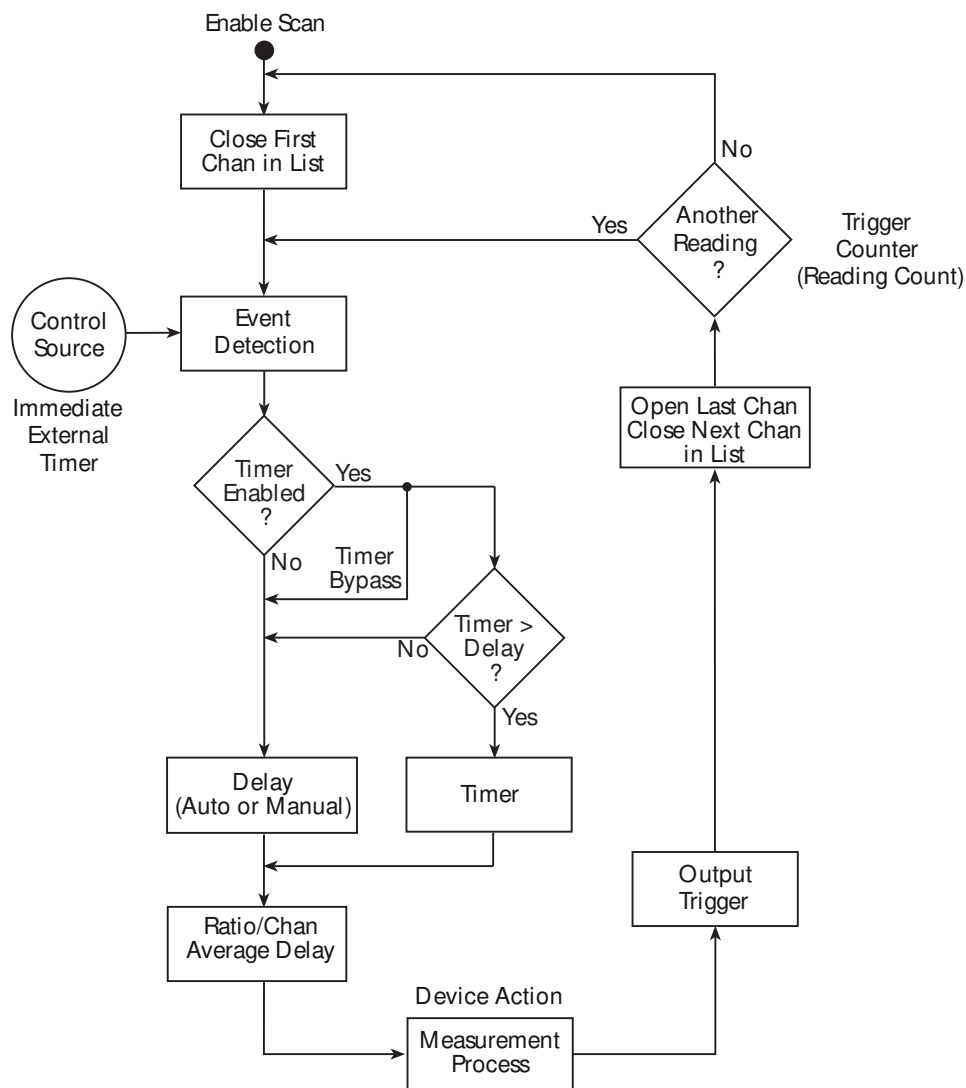 Enable Scan
Close First
Chan in List
No
Yes
Another
Reading
?
Trigger
Counter
(Reading Count)
Control
Source
Event
Detection
Immediate
External
Timer
Open Last Chan
Close Next Chan
in List
Timer
Enabled
?
Yes
No
Timer
Bypass
Timer >
Delay
?
No
Yes
Delay
(Auto or Manual)
Timer
Output
Trigger
Ratio/Chan
Average Delay
Device Action
Measurement
Process